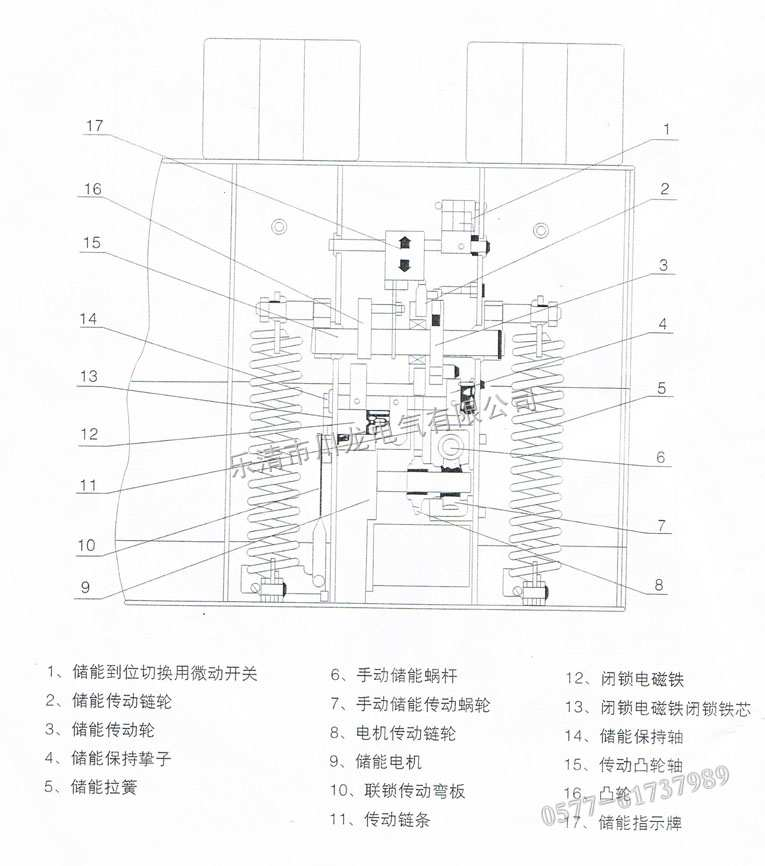 17
1
16
2
15
3
14
4
13
5
12
6
11
10
7
9
8
乐清市川龙电气有限公司
1、储能到位切换用微动开关
2、储能传动链轮
3、储能传动轮
4、储能保持挚子
5、储能拉簧
6、手动储能蜗杆
7、手动储能传动蜗轮
8、电机传动链轮
9、储能电机
10、联锁传动弯板
11、传动链条
12、闭锁电磁铁
13、闭锁电磁铁闭锁铁芯
14、储能保持轴
15、传动凸轮轴
16、凸轮
17、储能指示牌
0577-61737989